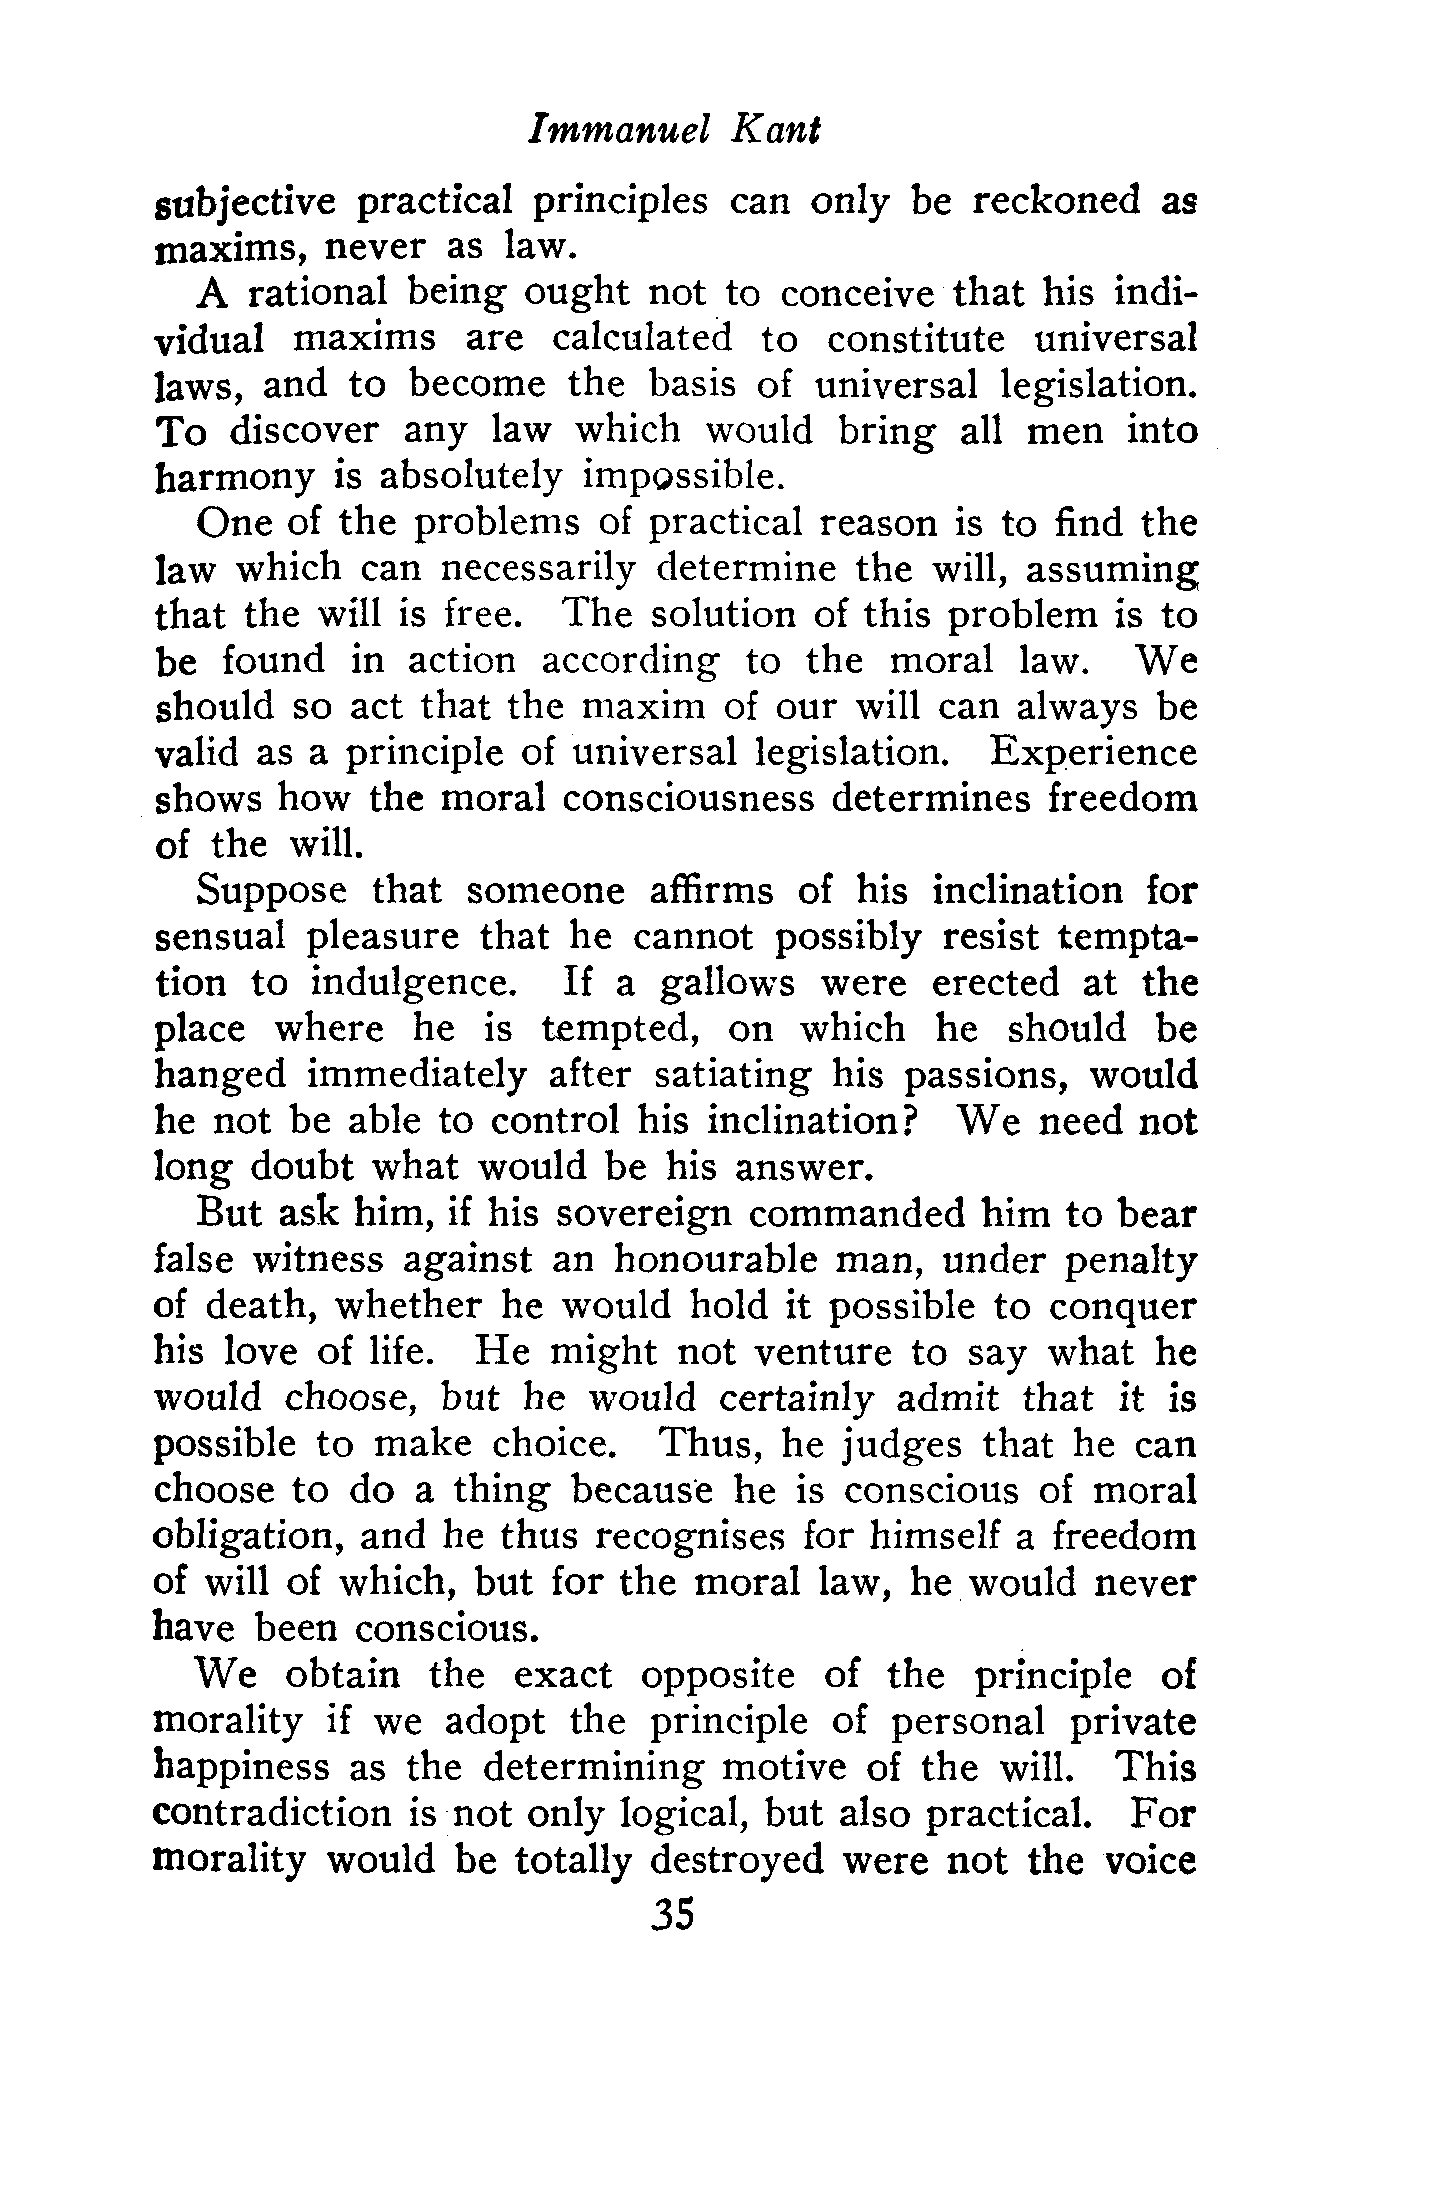 Immanuel Kant
subjective practical principles can only be reckoned as
maxims, never as law.
A rational being ought not to conceive that his indi-
vidual maxims are calculated to constitute universal
laws, and to become the basis of universal legislation.
To discover any law which would bring all men into
harmony is absolutely impossible.
One of the problems of practical reason is to find the
law which can necessarily determine the will, assuming
that the will is free. The solution of this problem is to
be found in action according to the moral law. We
should so act that the maxim of our will can always be
valid as a principle of universal legislation. Experience
shows how the moral consciousness determines freedom
of the will.
Suppose that someone affirms of his inclination for
sensual pleasure that he cannot possibly resist tempta-
tion to indulgence. If a gallows were erected at the
place where he is tempted, on which he should be
hanged immediately after satiating his passions, would
he not be able to control his inclination? We need not
long doubt what would be his answer.
But ask him, if his sovereign commanded him to bear
false witness against an honourable man, under penalty
of death, whether he would hold it possible to conquer
his love of life. He might not venture to say what he
would choose, but he would certainly admit that it is
possible to make choice. Thus, he judges that he can
choose to do a thing because he is conscious of moral
obligation, and he thus recognises for himself a freedom
of will of which, but for the moral law, he would never
have been conscious.
We obtain the exact opposite of the principle of
morality if we adopt the principle of personal private
happiness as the determining motive of the will. This
contradiction is not only logical, but also practical. For
morality would be totally destroyed were not the voice
35